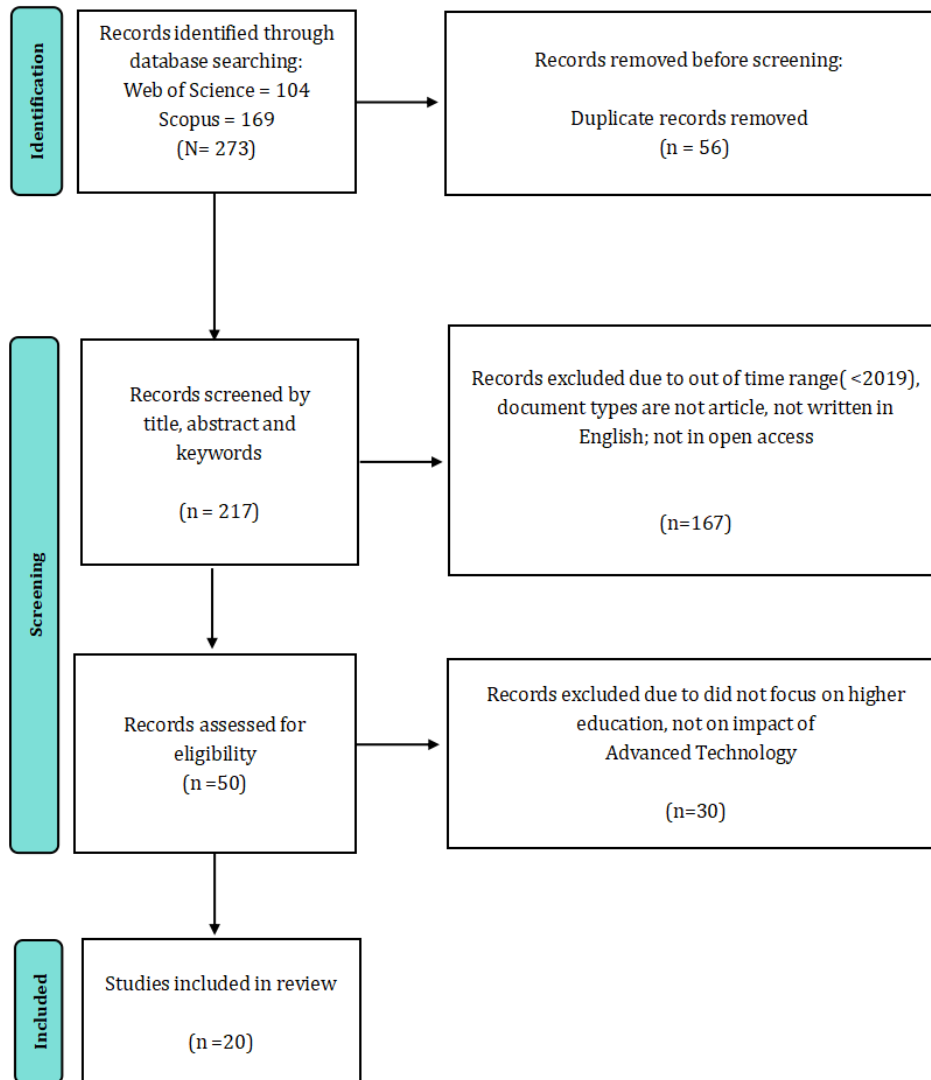 Identification
Records identified through
database searching:
Web of Science = 104
Scopus = 169
(N= 273)
Records removed before screening:
Duplicate records removed
(n = 56)
Screening
Records screened by
title, abstract and
keywords
(n = 217)
Records excluded due to out of time range( <2019),
document types are not article, not written in
English; not in open access
(n=167)
Records assessed for
eligibility
(n =50)
Records excluded due to did not focus on higher
education, not on impact of
Advanced Technology
(n=30)
Included
Studies included in review
(n =20)